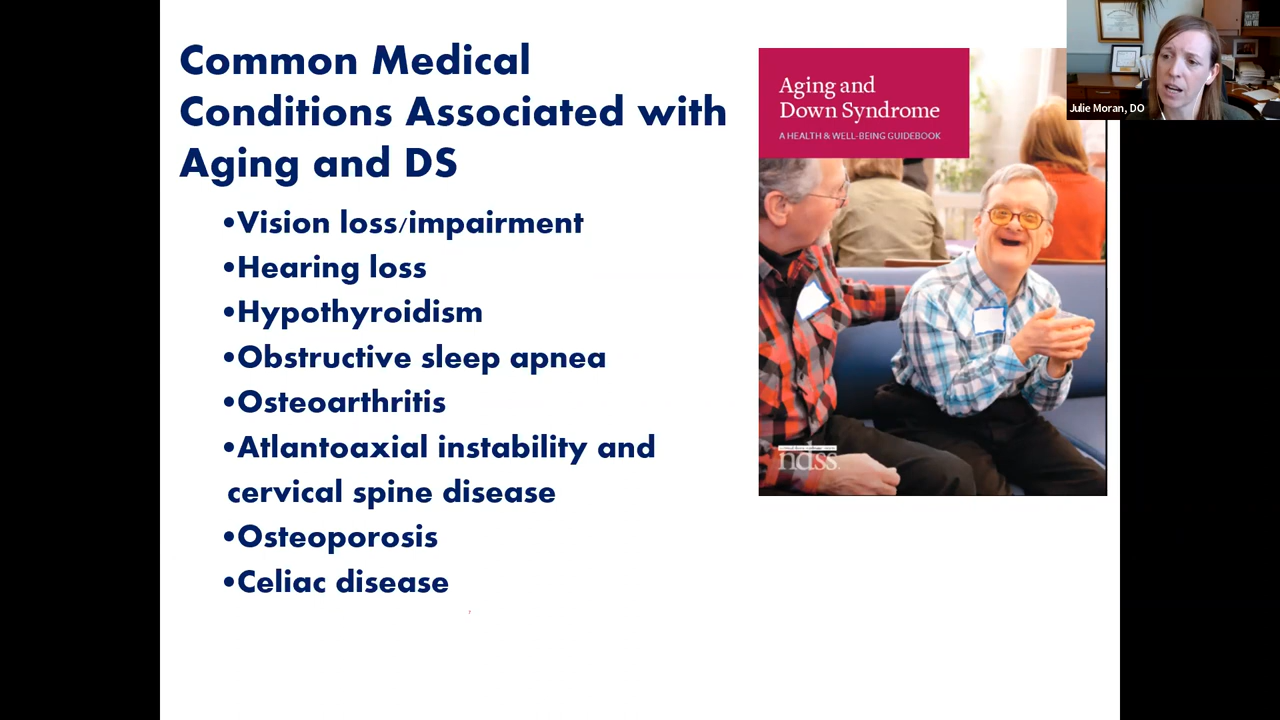 Common Medical
Conditions Associated with
Aging and DS
•Vision loss/impairment
•Hearing loss
•Hypothyroidism
•Obstructive sleep apnea
•Osteoarthritis
•Atlantoaxial instability and
cervical spine disease
•Osteoporosis
•Celiac disease
Aging and
Down Syndrome
A HEALTH & WELL-BEING GUIDEBOOK
ndss
Julie Moran, DO